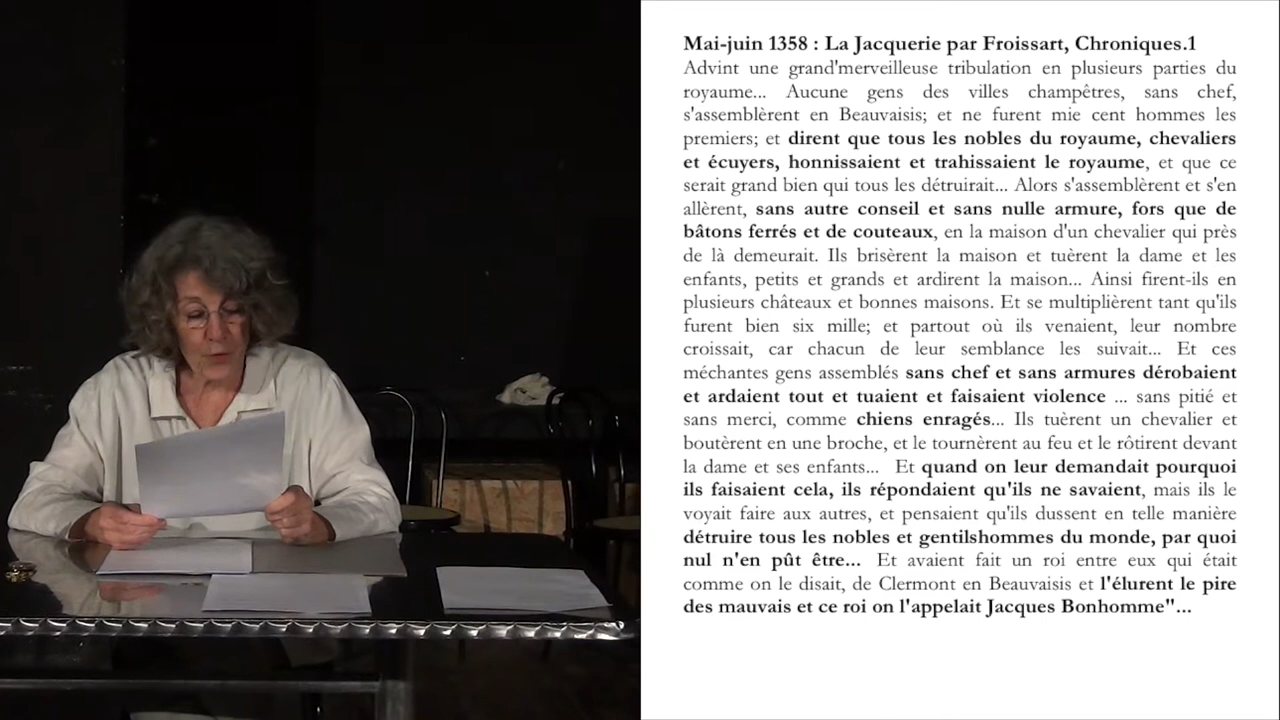 Mai-juin 1358 : La Jacquerie par Froissart, Chroniques.1
Advint une grand'merveilleuse tribulation en plusieurs parties du
royaume... Aucune gens des villes champêtres, sans chef,
s'assemblèrent en Beauvaisis; et ne furent mie cent hommes les
premiers; et dirent que tous les nobles du royaume, chevaliers
et écuyers, honnissaient et trahissaient le royaume, et que ce
serait grand bien qui tous les détruirait... Alors s'assemblèrent et s'en
allèrent, sans autre conseil et sans nulle armure, fors que de
bâtons ferrés et de couteaux, en la maison d'un chevalier qui près
de là demeurait. Ils brisèrent la maison et tuèrent la dame et les
enfants, petits et grands et ardirent la maison... Ainsi firent-ils en
plusieurs châteaux et bonnes maisons. Et se multiplièrent tant qu'ils
furent bien six mille; et partout où ils venaient, leur nombre
croissait, car chacun de leur semblance les suivait... Et ces
méchantes gens assemblés sans chef et sans armures dérobaient
et ardaient tout et tuaient et faisaient violence ... sans pitié et
sans merci, comme chiens enragés... Ils tuèrent un chevalier et
boutèrent en une broche, et le tournèrent au feu et le rôtirent devant
la dame et ses enfants... Et quand on leur demandait pourquoi
ils faisaient cela, ils répondaient qu'ils ne savaient, mais ils le
voyait faire aux autres, et pensaient qu'ils dussent en telle manière
détruire tous les nobles et gentilshommes du monde, par quoi
nul n'en pût être... Et avaient fait un roi entre eux qui était
comme on le disait, de Clermont en Beauvaisis et l'élurent le pire
des mauvais et ce roi on l'appelait Jacques Bonhomme"...